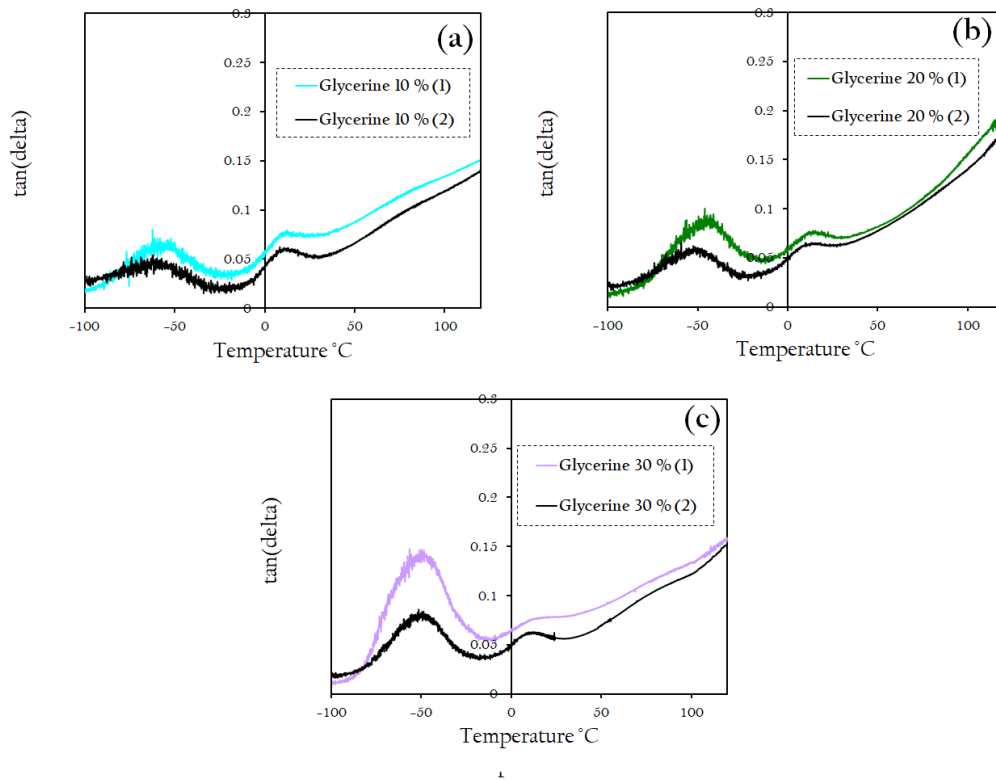 (a)
0.3
0.25
0.2
0.15
0.1
0.05
0
tan(delta)
Glycerine 10 % (1)
Glycerine 10 % (2)
-100 -50 0 50 100
Temperature °C
(b)
0.3
0.25
0.2
0.15
0.1
0.05
0
tan(delta)
Glycerine 20 % (1)
Glycerine 20 % (2)
-100 -50 0 50 100
Temperature °C
(c)
0.3
0.25
0.2
0.15
0.1
0.05
0
tan(delta)
Glycerine 30 % (1)
Glycerine 30 % (2)
-100 -50 0 50 100
Temperature °C